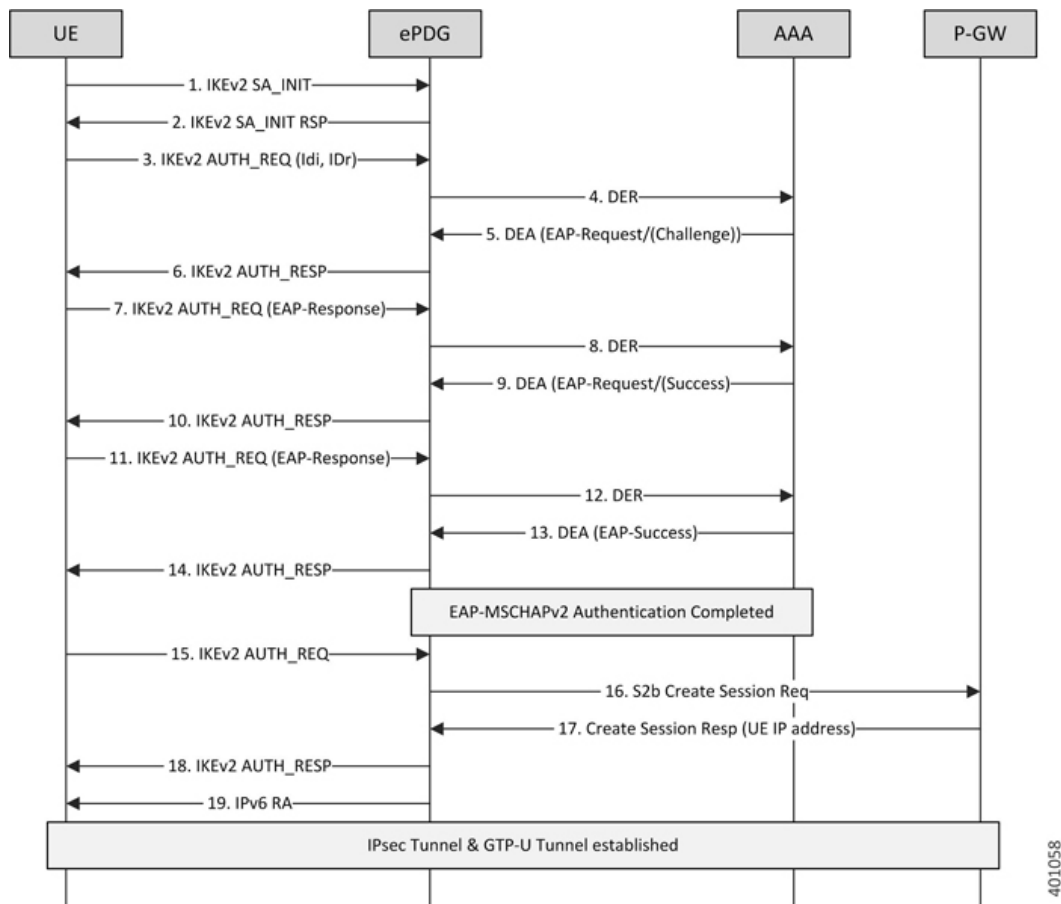 UE
ePDG
AAA
P-GW
1. IKEv2 SA_INIT
2. IKEv2 SA_INIT RSP
3. IKEv2 AUTH_REQ (Idi, IDr)
4. DER
5. DEA (EAP-Request/(Challenge))
6. IKEv2 AUTH_RESP
7. IKEv2 AUTH_REQ (EAP-Response)
8. DER
9. DEA (EAP-Request/(Success)
10. IKEv2 AUTH_RESP
11. IKEv2 AUTH_REQ (EAP-Response)
12. DER
13. DEA (EAP-Success)
14. IKEv2 AUTH_RESP
EAP-MSCHAPv2 Authentication Completed
15. IKEv2 AUTH_REQ
16. S2b Create Session Req
17. Create Session Resp (UE IP address)
18. IKEv2 AUTH_RESP
19. IPv6 RA
IPsec Tunnel & GTP-U Tunnel established
401058